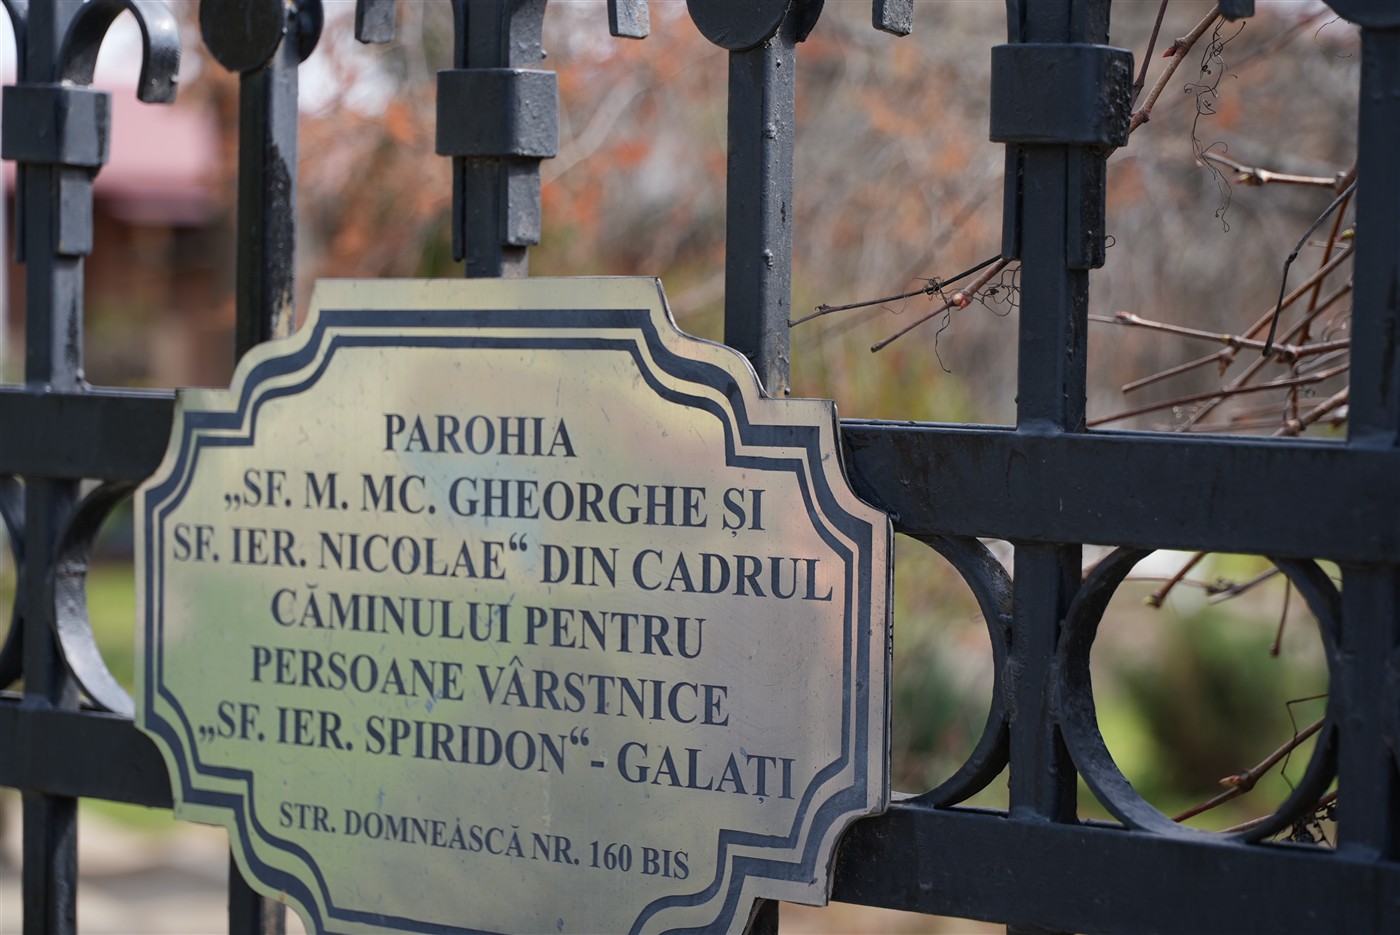 PAROHIA
„SF. M. MC. GHEORGHE ȘI
SF. IER. NICOLAE“ DIN CADRUL
CĂMINULUI PENTRU
PERSOANE VÂRSTNICE
„SF. IER. SPIRIDON“ - GALAȚI
STR. DOMNEASCĂ NR. 160 BIS